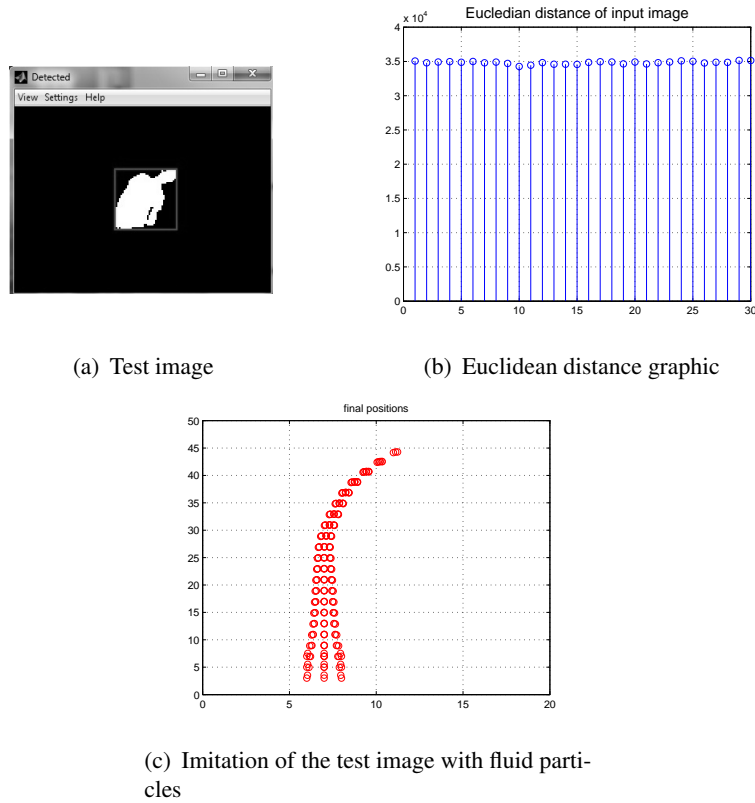 Detected
View Settings Help
(a) Test image
Eucledian distance of input image
x 10⁴
4
3.5
3
2.5
2
1.5
1
0.5
0
0 5 10 15 20 25 30
(b) Euclidean distance graphic
final positions
50
45
40
35
30
25
20
15
10
5
0
0 5 10 15 20
(c) Imitation of the test image with fluid parti-
cles